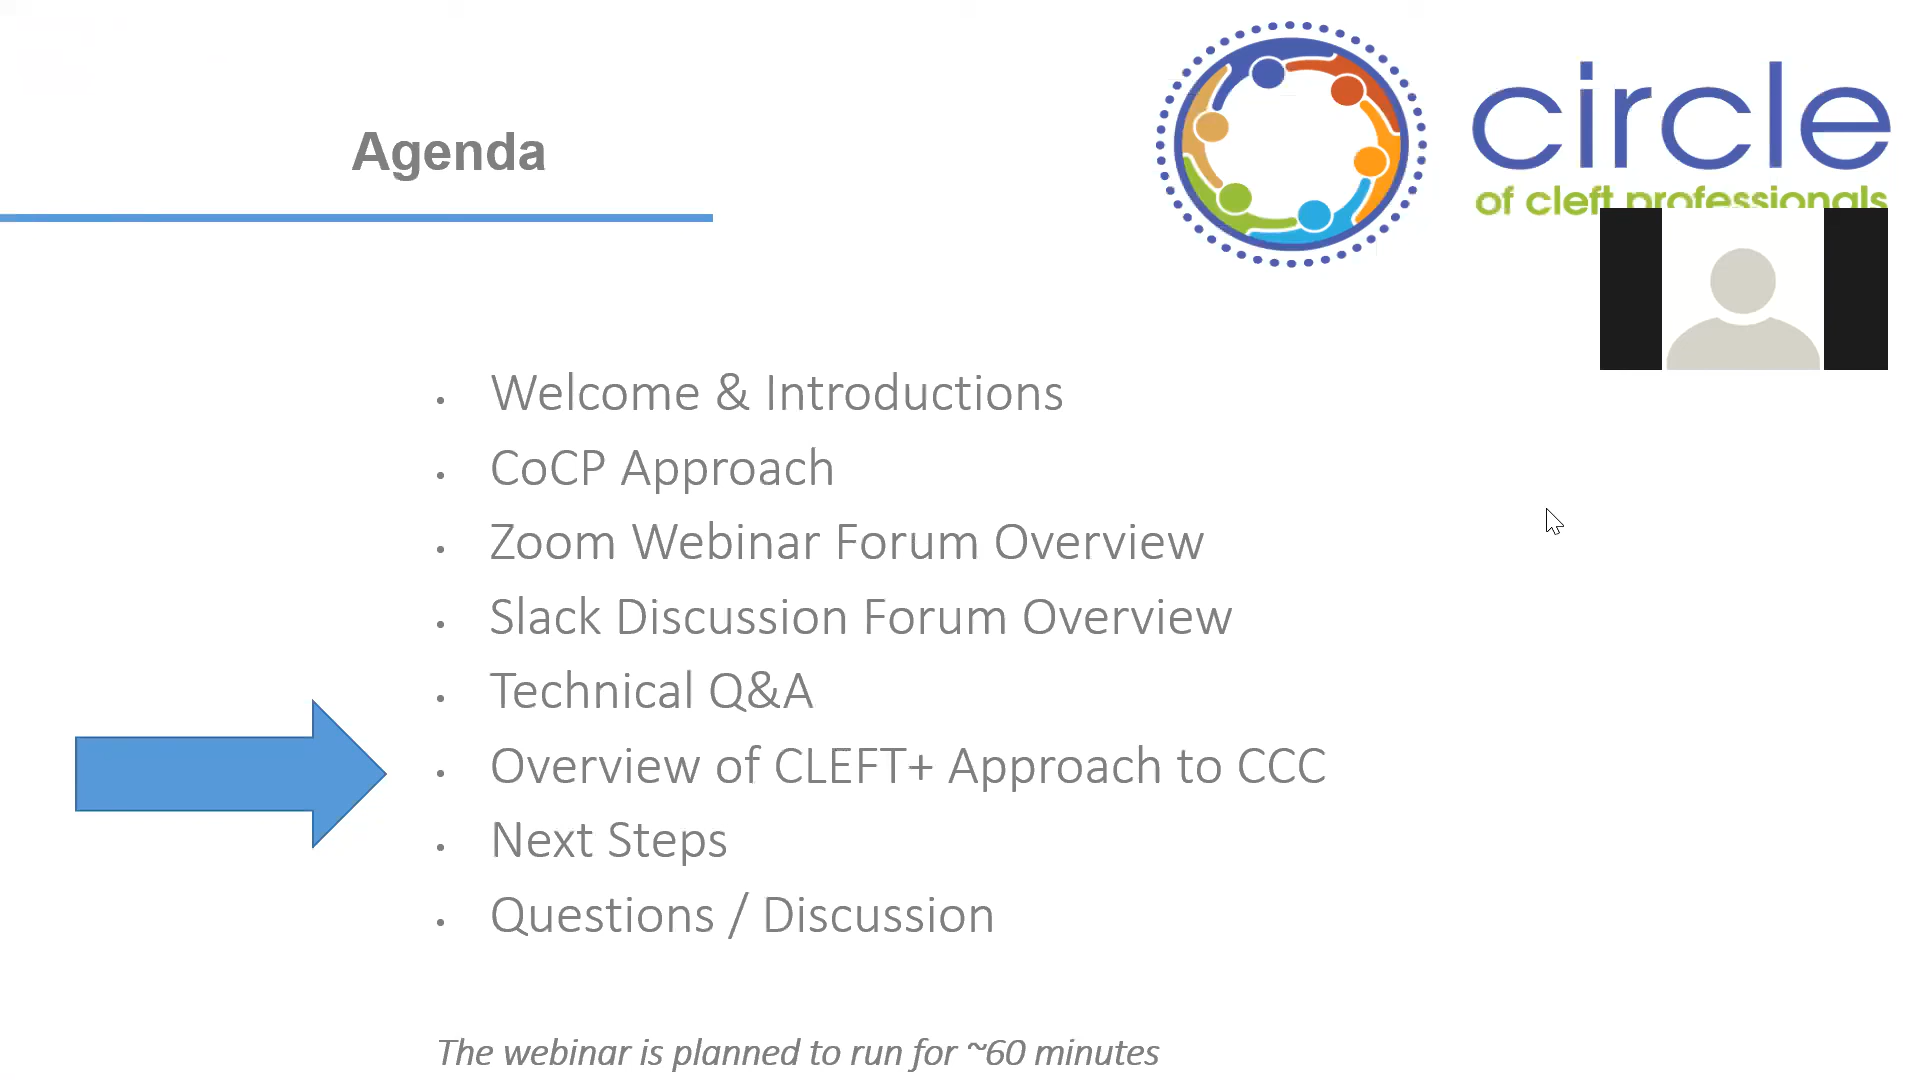 Agenda
circle
of cleft professionals
Welcome & Introductions
CoCP Approach
Zoom Webinar Forum Overview
Slack Discussion Forum Overview
Technical Q&A
Overview of CLEFT+ Approach to CCC
Next Steps
Questions / Discussion
The webinar is planned to run for ~60 minutes